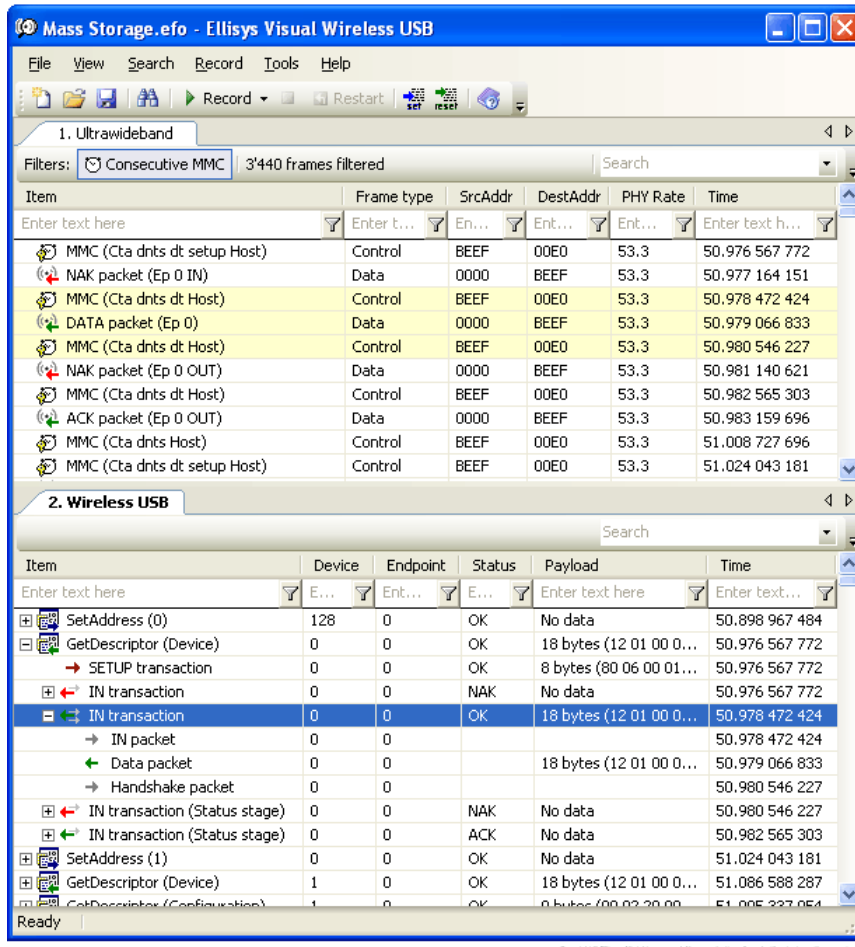 Mass Storage.efo - Ellisys Visual Wireless USB
File View Search Record Tools Help
Record set Restart reset
1. Ultrawideband
Filters: Consecutive MMC 3'440 frames filtered Search
Item Frame type SrcAddr DestAddr PHY Rate Time
Enter text here Enter t... En... Ent... Ent... Enter text h...
MMC (Cta dnts dt setup Host) Control BEEF 00E0 53.3 50.976 567 772
NAK packet (Ep 0 IN) Data 0000 BEEF 53.3 50.977 164 151
MMC (Cta dnts dt Host) Control BEEF 00E0 53.3 50.978 472 424
DATA packet (Ep 0) Data 0000 BEEF 53.3 50.979 066 833
MMC (Cta dnts dt Host) Control BEEF 00E0 53.3 50.980 546 227
NAK packet (Ep 0 OUT) Data 0000 BEEF 53.3 50.981 140 621
MMC (Cta dnts dt Host) Control BEEF 00E0 53.3 50.982 565 303
ACK packet (Ep 0 OUT) Data 0000 BEEF 53.3 50.983 159 696
MMC (Cta dnts Host) Control BEEF 00E0 53.3 51.008 727 696
MMC (Cta dnts dt setup Host) Control BEEF 00E0 53.3 51.024 043 181
2. Wireless USB
Search
Item Device Endpoint Status Payload Time
Enter text here E... Ent... E... Enter text here Enter text...
SetAddress (0) 128 0 OK No data 50.898 967 484
GetDescriptor (Device) 0 0 OK 18 bytes (12 01 00 0... 50.976 567 772
SETUP transaction 0 0 OK 8 bytes (80 06 00 01... 50.976 567 772
IN transaction 0 0 NAK No data 50.976 567 772
IN transaction 0 0 OK 18 bytes (12 01 00 0... 50.978 472 424
IN packet 0 0 50.978 472 424
Data packet 0 0 18 bytes (12 01 00 0... 50.979 066 833
Handshake packet 0 0 50.980 546 227
IN transaction (Status stage) 0 0 NAK No data 50.980 546 227
IN transaction (Status stage) 0 0 ACK No data 50.982 565 303
SetAddress (1) 0 0 OK No data 51.024 043 181
GetDescriptor (Device) 1 0 OK 18 bytes (12 01 00 0... 51.086 588 287
GetDescriptor (Configuration) 1 0 OK
Ready